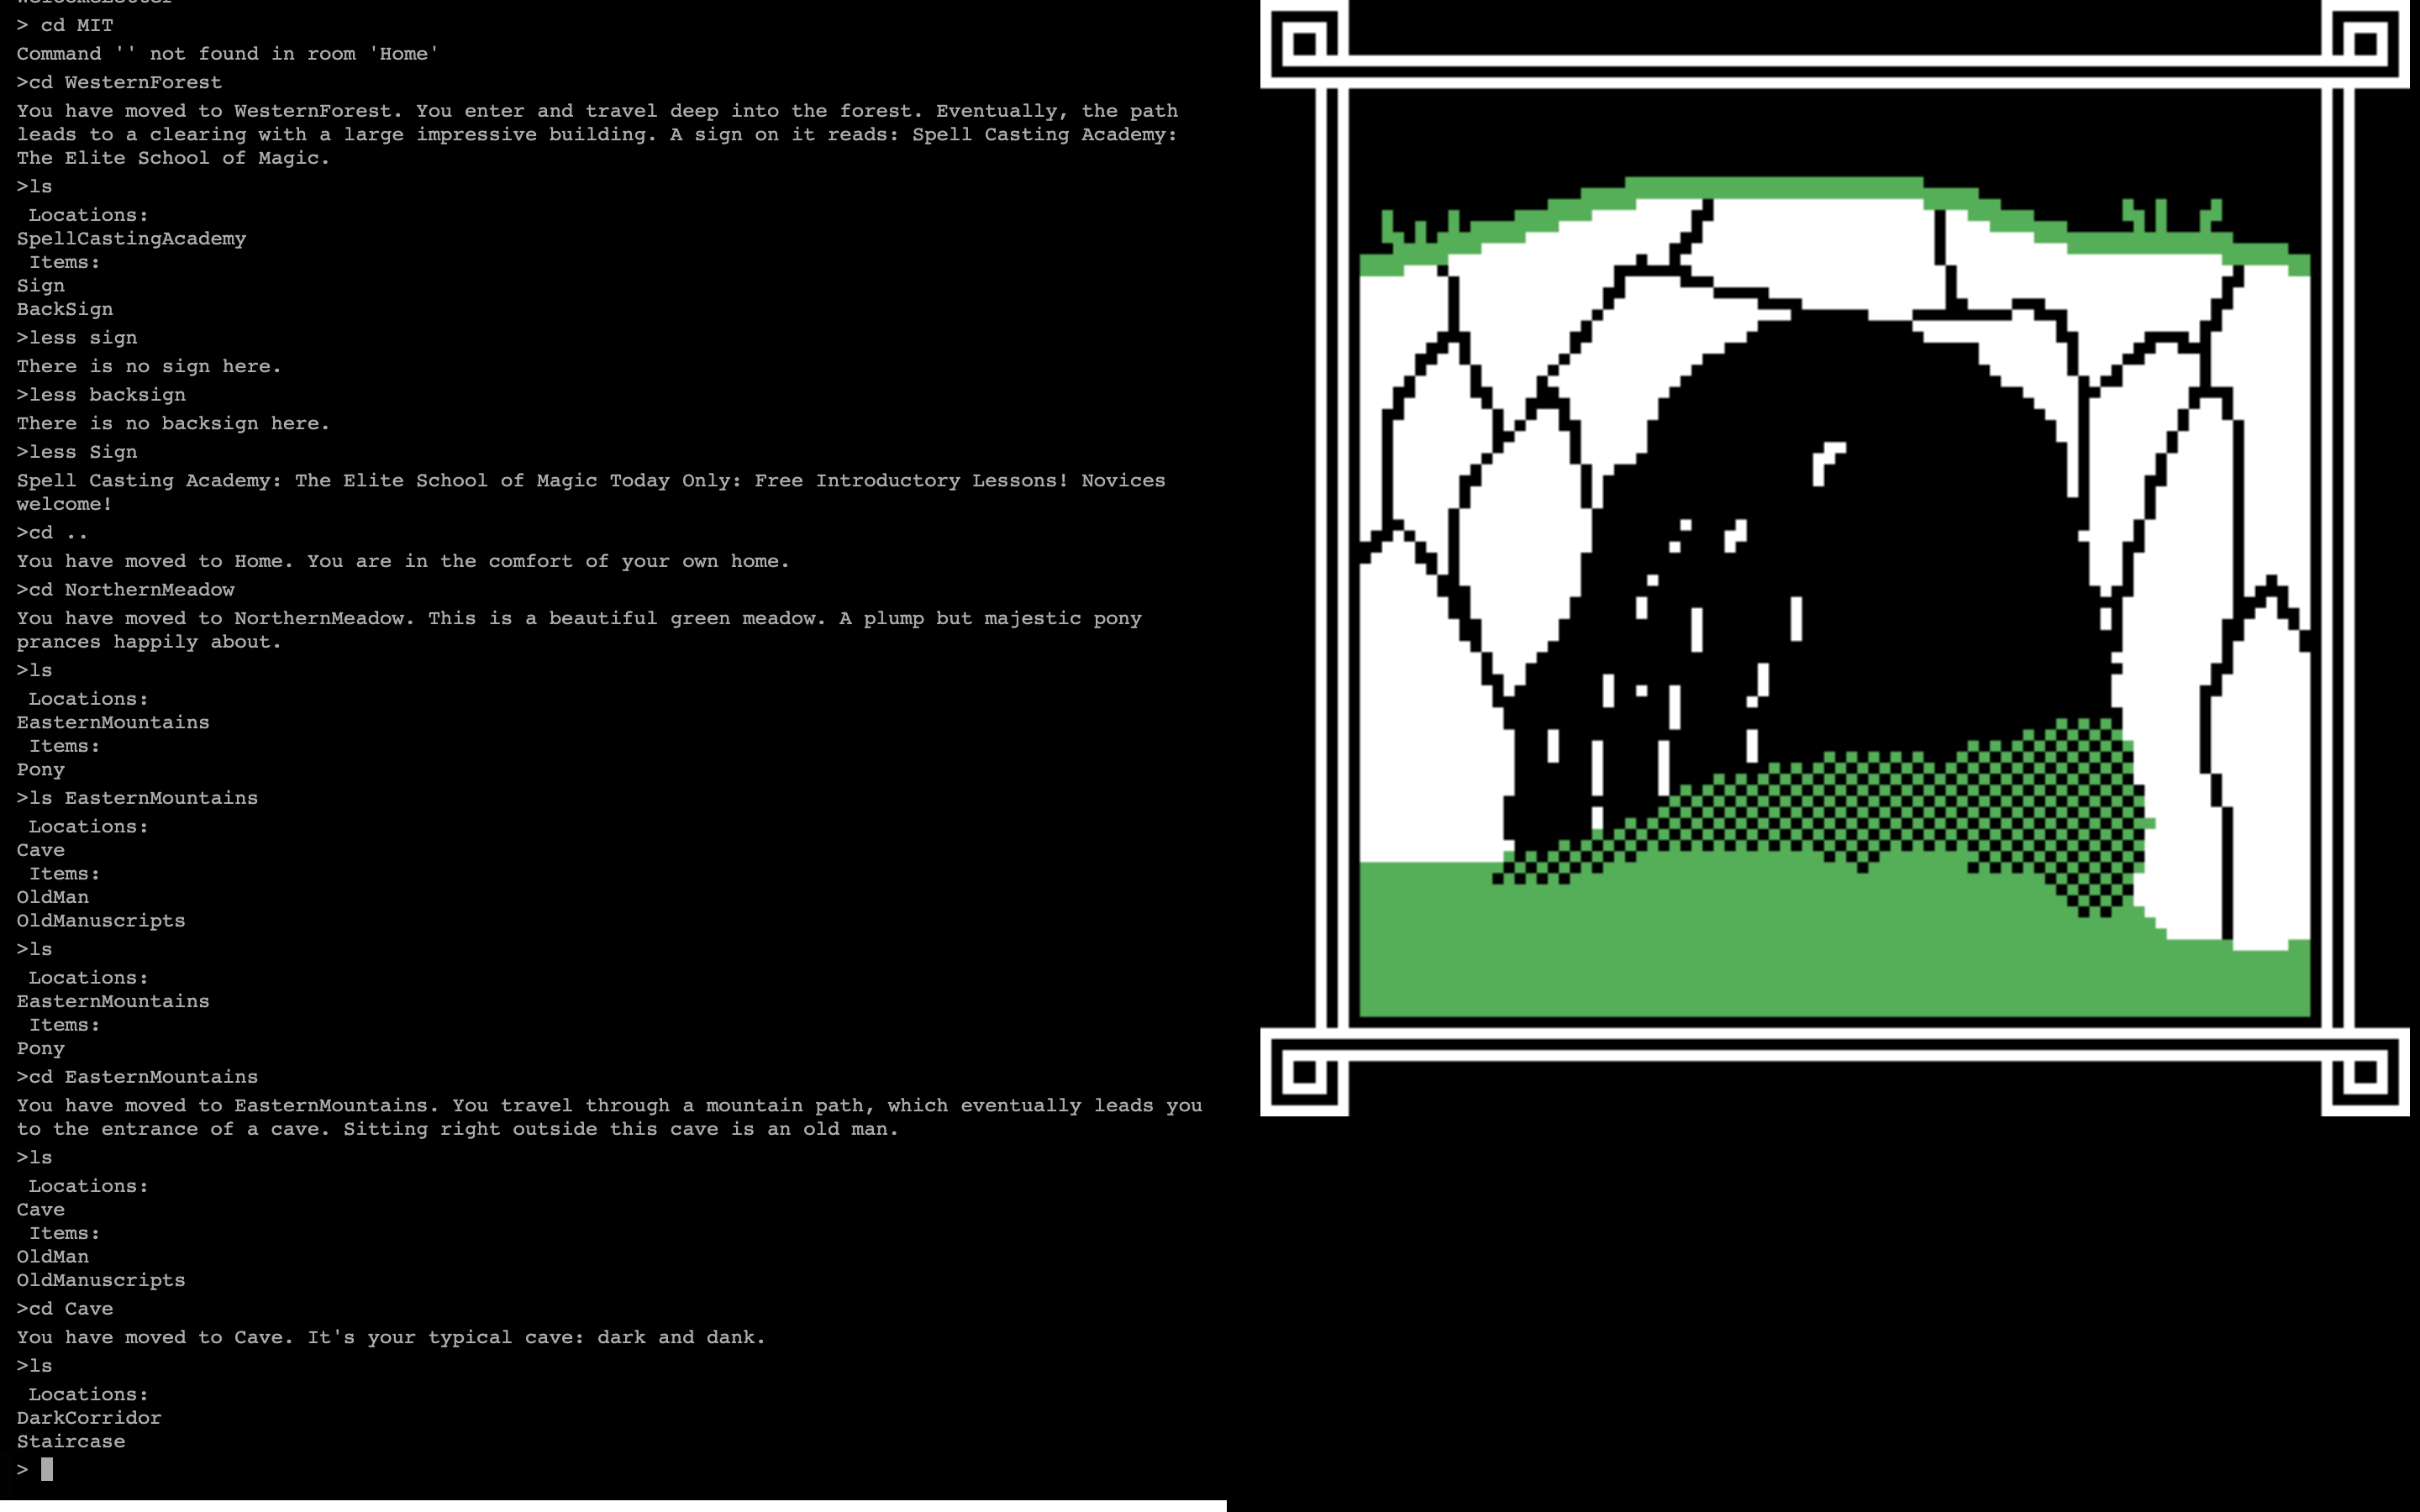 > cd MIT
Command '' not found in room 'Home'
>cd WesternForest
You have moved to WesternForest. You enter and travel deep into the forest. Eventually, the path
leads to a clearing with a large impressive building. A sign on it reads: Spell Casting Academy:
The Elite School of Magic.
>ls
Locations:
SpellCastingAcademy
Items:
Sign
BackSign
>less sign
There is no sign here.
>less backsign
There is no backsign here.
>less Sign
Spell Casting Academy: The Elite School of Magic Today Only: Free Introductory Lessons! Novices
welcome!
>cd ..
You have moved to Home. You are in the comfort of your own home.
>cd NorthernMeadow
You have moved to NorthernMeadow. This is a beautiful green meadow. A plump but majestic pony
prances happily about.
>ls
Locations:
EasternMountains
Items:
Pony
>ls EasternMountains
Locations:
Cave
Items:
OldMan
OldManuscripts
>ls
Locations:
EasternMountains
Items:
Pony
>cd EasternMountains
You have moved to EasternMountains. You travel through a mountain path, which eventually leads you
to the entrance of a cave. Sitting right outside this cave is an old man.
>ls
Locations:
Cave
Items:
OldMan
OldManuscripts
>cd Cave
You have moved to Cave. It's your typical cave: dark and dank.
>ls
Locations:
DarkCorridor
Staircase
>